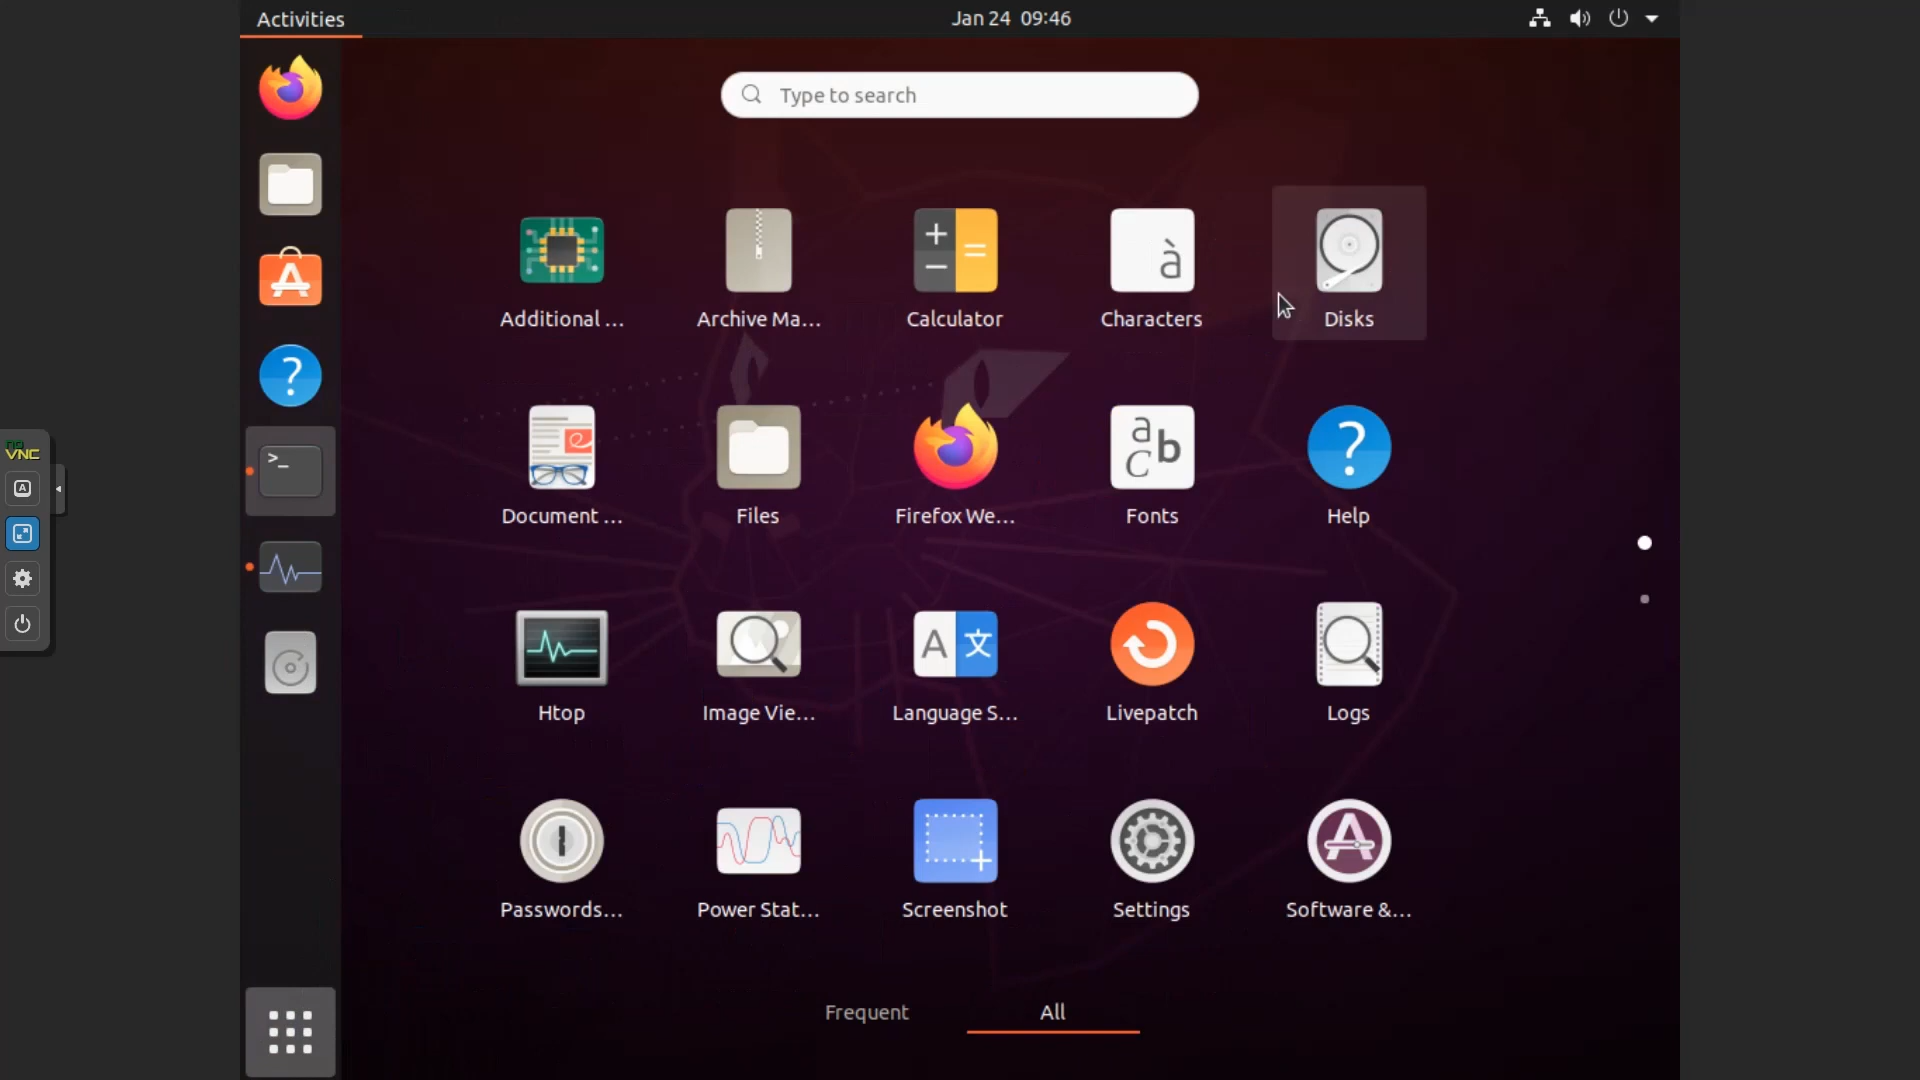 Activities
Jan 24 09:46
Type to search
Additional ...
Archive Ma...
Calculator
Characters
Disks
Document ...
Files
Firefox We...
Fonts
Help
Htop
Image Vie...
Language S...
Livepatch
Logs
Passwords...
Power Stat...
Screenshot
Settings
Software &...
Frequent
All
no
VNC